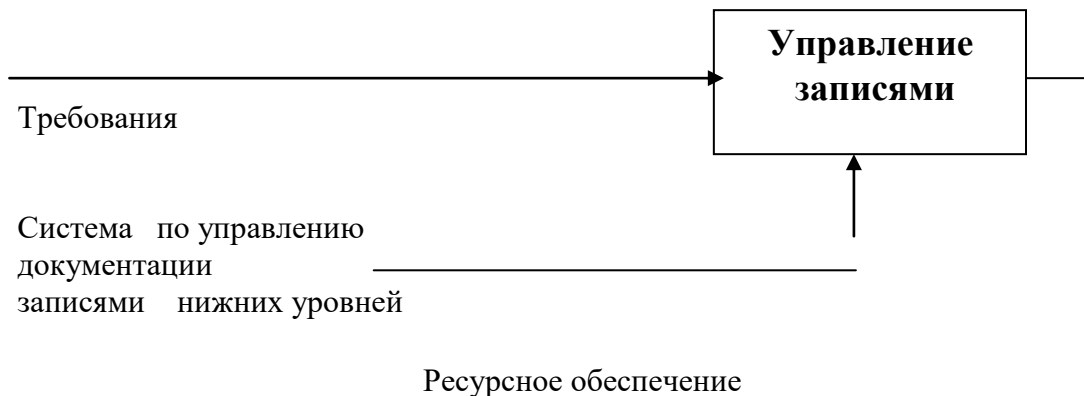 Управление
записями
Требования
Система по управлению
документации
записями нижних уровней
Ресурсное обеспечение